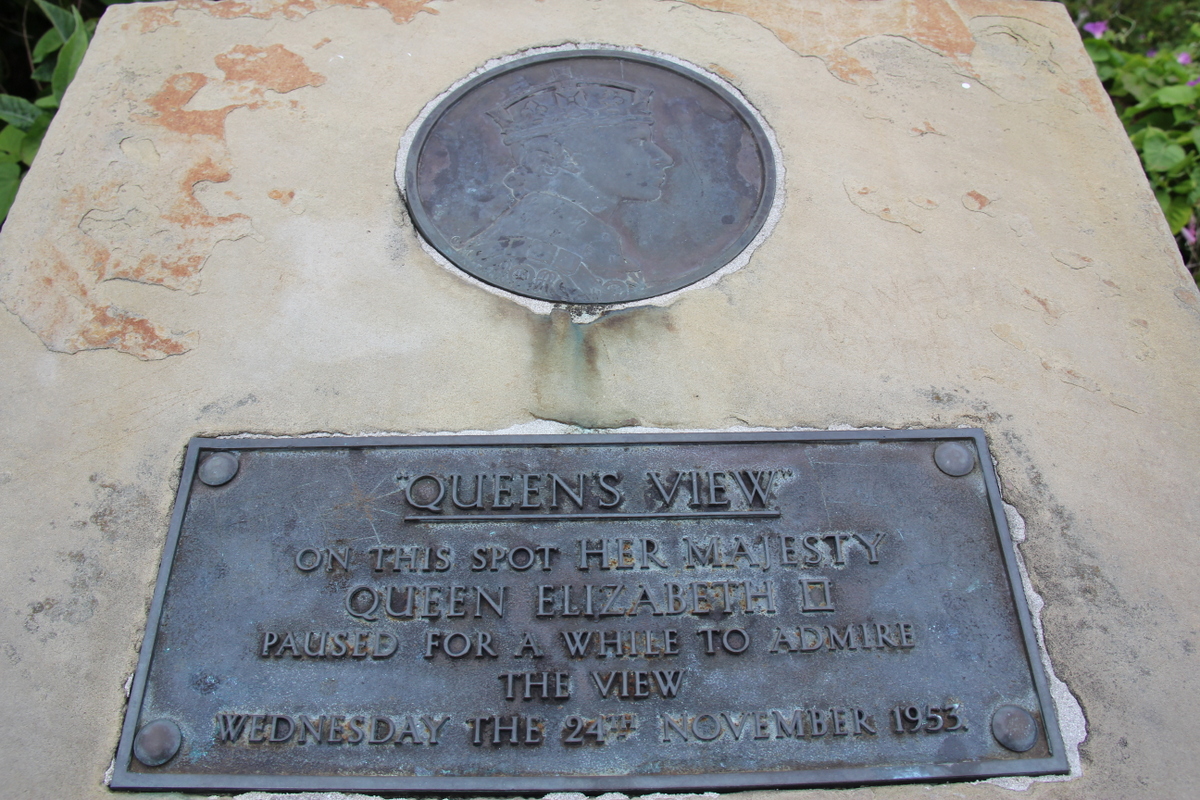 "QUEEN'S VIEW"
ON THIS SPOT HER MAJESTY
QUEEN ELIZABETH II
PAUSED FOR A WHILE TO ADMIRE
THE VIEW
WEDNESDAY THE 24TH NOVEMBER 1953.